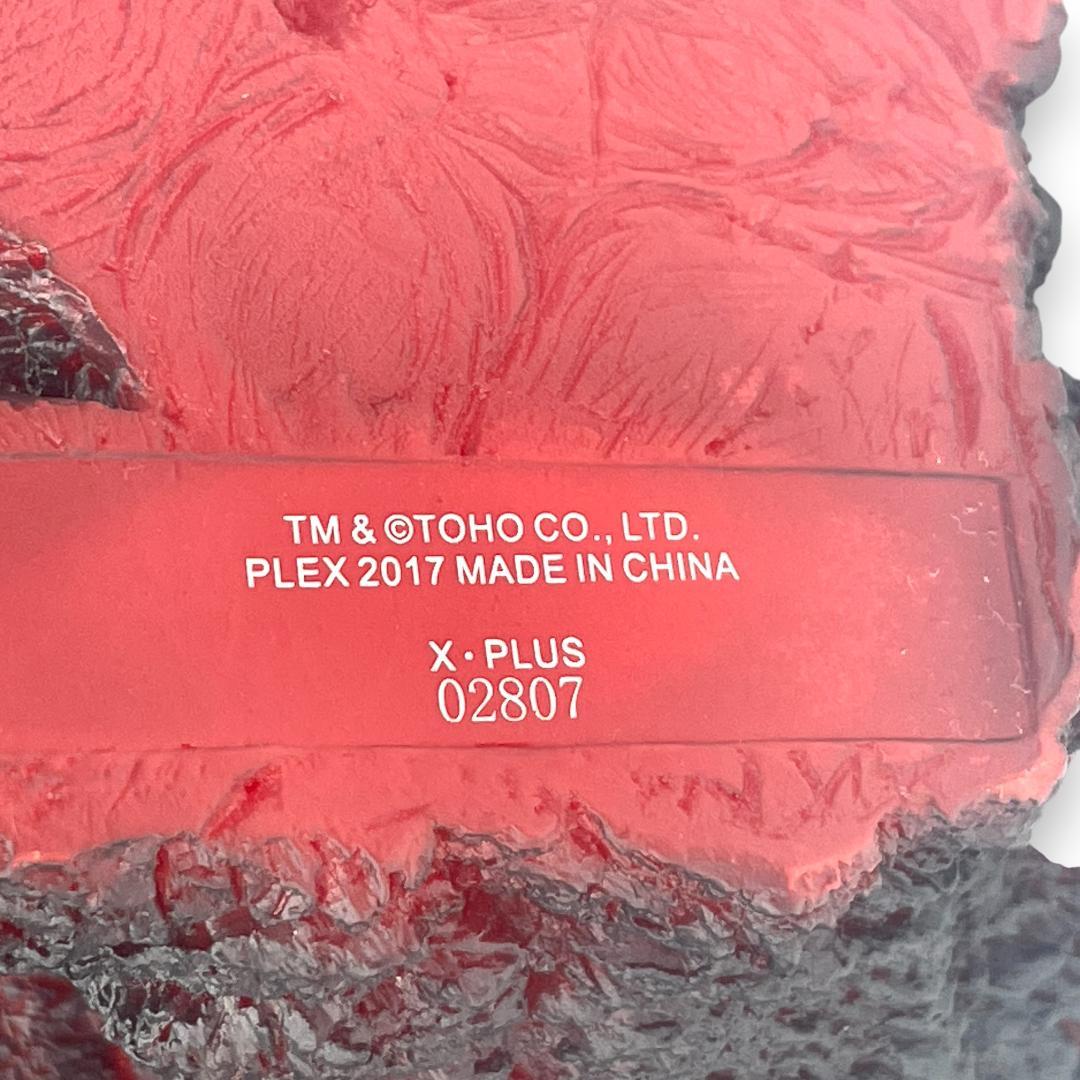 TM & ©TOHO CO., LTD.
PLEX 2017 MADE IN CHINA
X・PLUS
02807